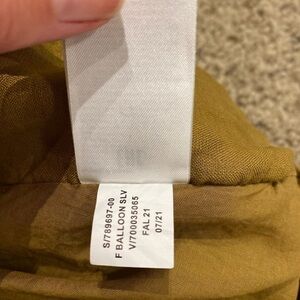 S/789697-00
F BALLOON SLV
V/700035065
FAL 21
07/21